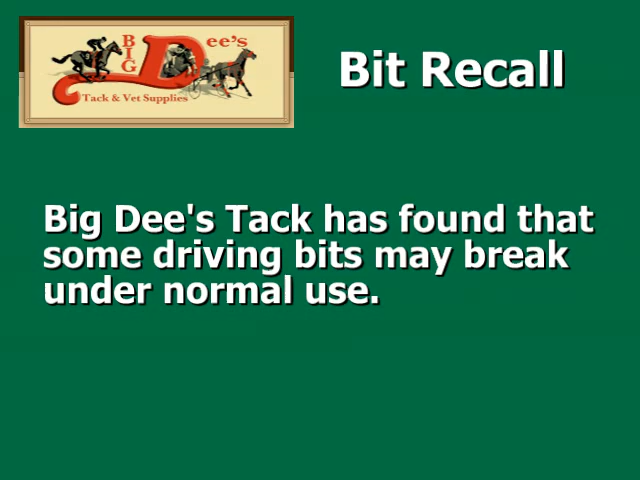 BIG Dee's
Tack & Vet Supplies
Bit Recall
Big Dee's Tack has found that
some driving bits may break
under normal use.